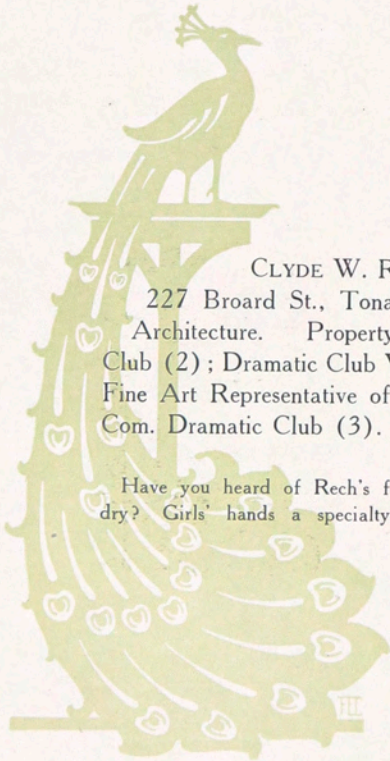 CLYDE W. R
227 Broard St., Tona
Architecture. Property
Club (2); Dramatic Club V
Fine Art Representative of
Com. Dramatic Club (3).
Have you heard of Rech's f
dry? Girls' hands a specialty